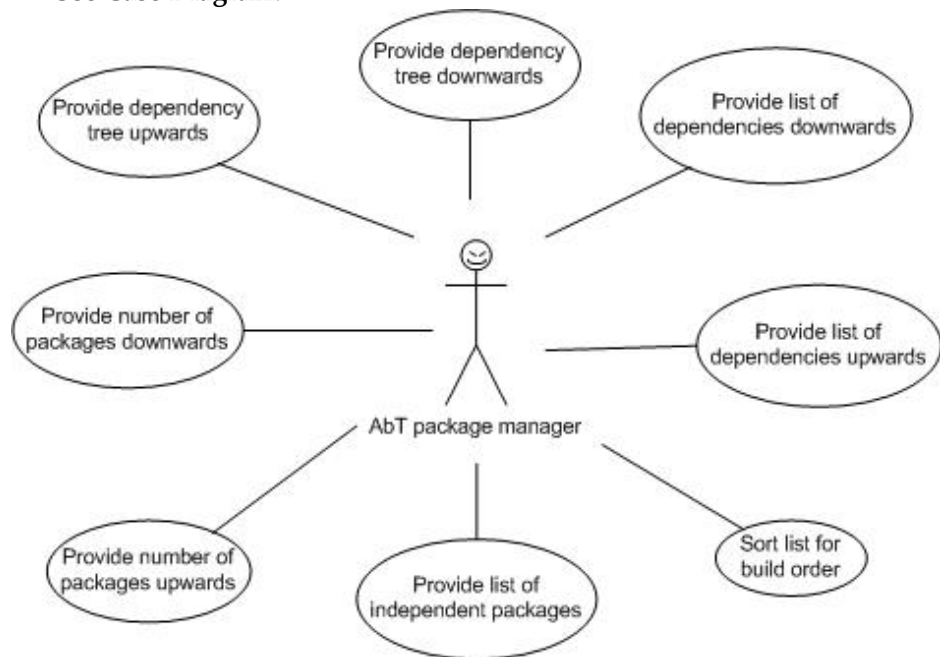 Provide dependency
tree downwards
Provide dependency
tree upwards
Provide list of
dependencies downwards
Provide number of
packages downwards
Provide list of
dependencies upwards
AbT package manager
Provide number of
packages upwards
Provide list of
independent packages
Sort list for
build order